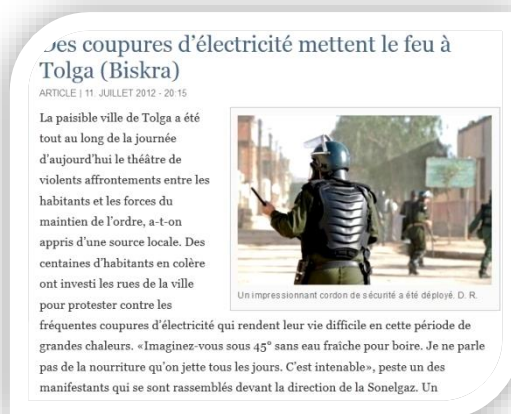 Des coupures d’électricité mettent le feu à
Tolga (Biskra)
ARTICLE | 11. JUILLET 2012 - 20:15
La paisible ville de Tolga a été
tout au long de la journée
d’aujourd’hui le théâtre de
violents affrontements entre les
habitants et les forces du
maintien de l’ordre, a-t-on
appris d’une source locale. Des
centaines d’habitants en colère
ont investi les rues de la ville
pour protester contre les
Un impressionnant cordon de sécurité a été déployé. D. R.
fréquentes coupures d’électricité qui rendent leur vie difficile en cette période de
grandes chaleurs. «Imaginez-vous sous 45° sans eau fraîche pour boire. Je ne parle
pas de la nourriture qu’on jette tous les jours. C’est intenable», peste un des
manifestants qui se sont rassemblés devant la direction de la Sonelgaz. Un